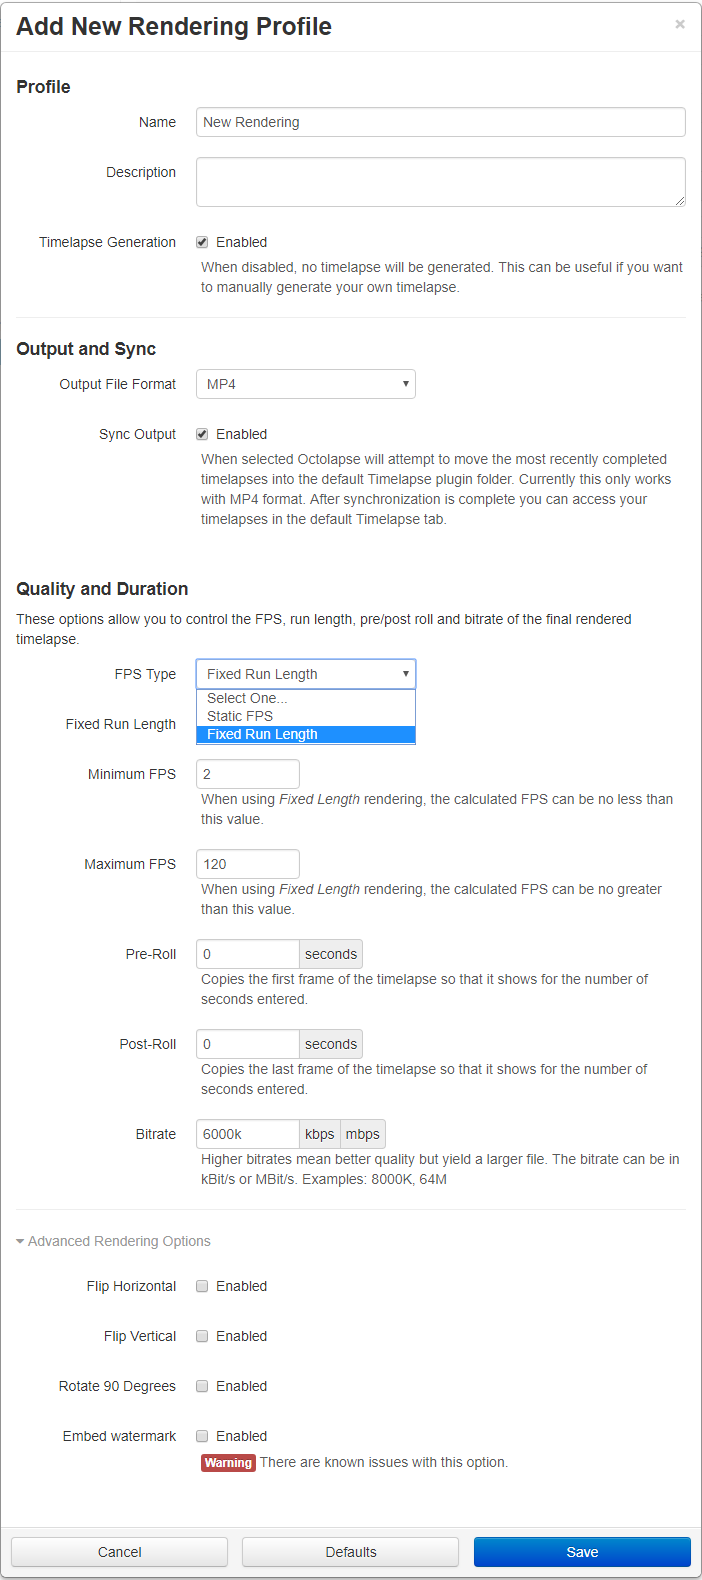 Add New Rendering Profile ×
Profile
Name New Rendering
Description
Timelapse Generation Enabled
When disabled, no timelapse will be generated. This can be useful if you want
to manually generate your own timelapse.
Output and Sync
Output File Format MP4
Sync Output Enabled
When selected Octolapse will attempt to move the most recently completed
timelapses into the default Timelapse plugin folder. Currently this only works
with MP4 format. After synchronization is complete you can access your
timelapses in the default Timelapse tab.
Quality and Duration
These options allow you to control the FPS, run length, pre/post roll and bitrate of the final rendered
timelapse.
FPS Type Fixed Run Length
Select One...
Static FPS
Fixed Run Length Fixed Run Length
Minimum FPS 2
When using Fixed Length rendering, the calculated FPS can be no less than
this value.
Maximum FPS 120
When using Fixed Length rendering, the calculated FPS can be no greater
than this value.
Pre-Roll 0 seconds
Copies the first frame of the timelapse so that it shows for the number of
seconds entered.
Post-Roll 0 seconds
Copies the last frame of the timelapse so that it shows for the number of
seconds entered.
Bitrate 6000k kbps mbps
Higher bitrates mean better quality but yield a larger file. The bitrate can be in
kBit/s or MBit/s. Examples: 8000K, 64M
Advanced Rendering Options
Flip Horizontal Enabled
Flip Vertical Enabled
Rotate 90 Degrees Enabled
Embed watermark Enabled
Warning There are known issues with this option.
Cancel Defaults Save